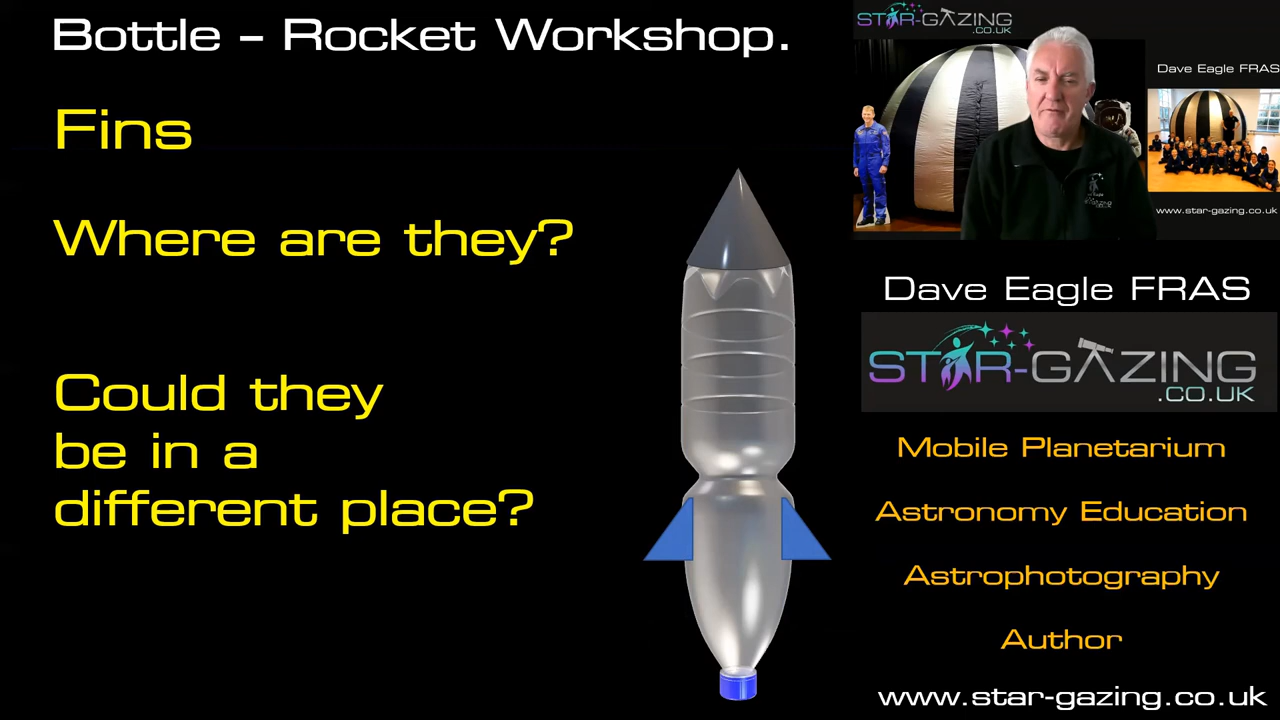 Bottle – Rocket Workshop.
Fins
Where are they?
Could they
be in a
different place?
STAR-GAZING
.CO.UK
Dave Eagle FRAS
www.star-gazing.co.uk
Dave Eagle FRAS
STAR-GAZING
.CO.UK
Mobile Planetarium
Astronomy Education
Astrophotography
Author
www.star-gazing.co.uk